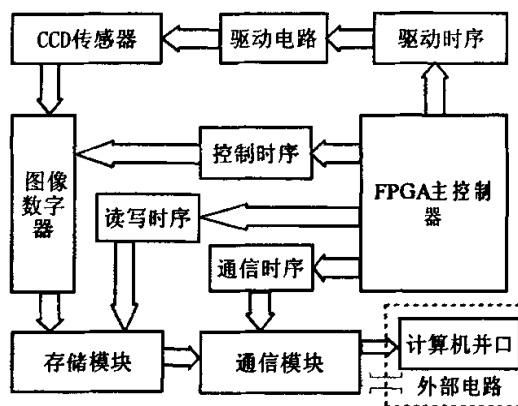 CCD传感器
驱动电路
驱动时序
图像
数字
器
控制时序
FPGA主控制
器
读写时序
通信时序
存储模块
通信模块
计算机并口
外部电路